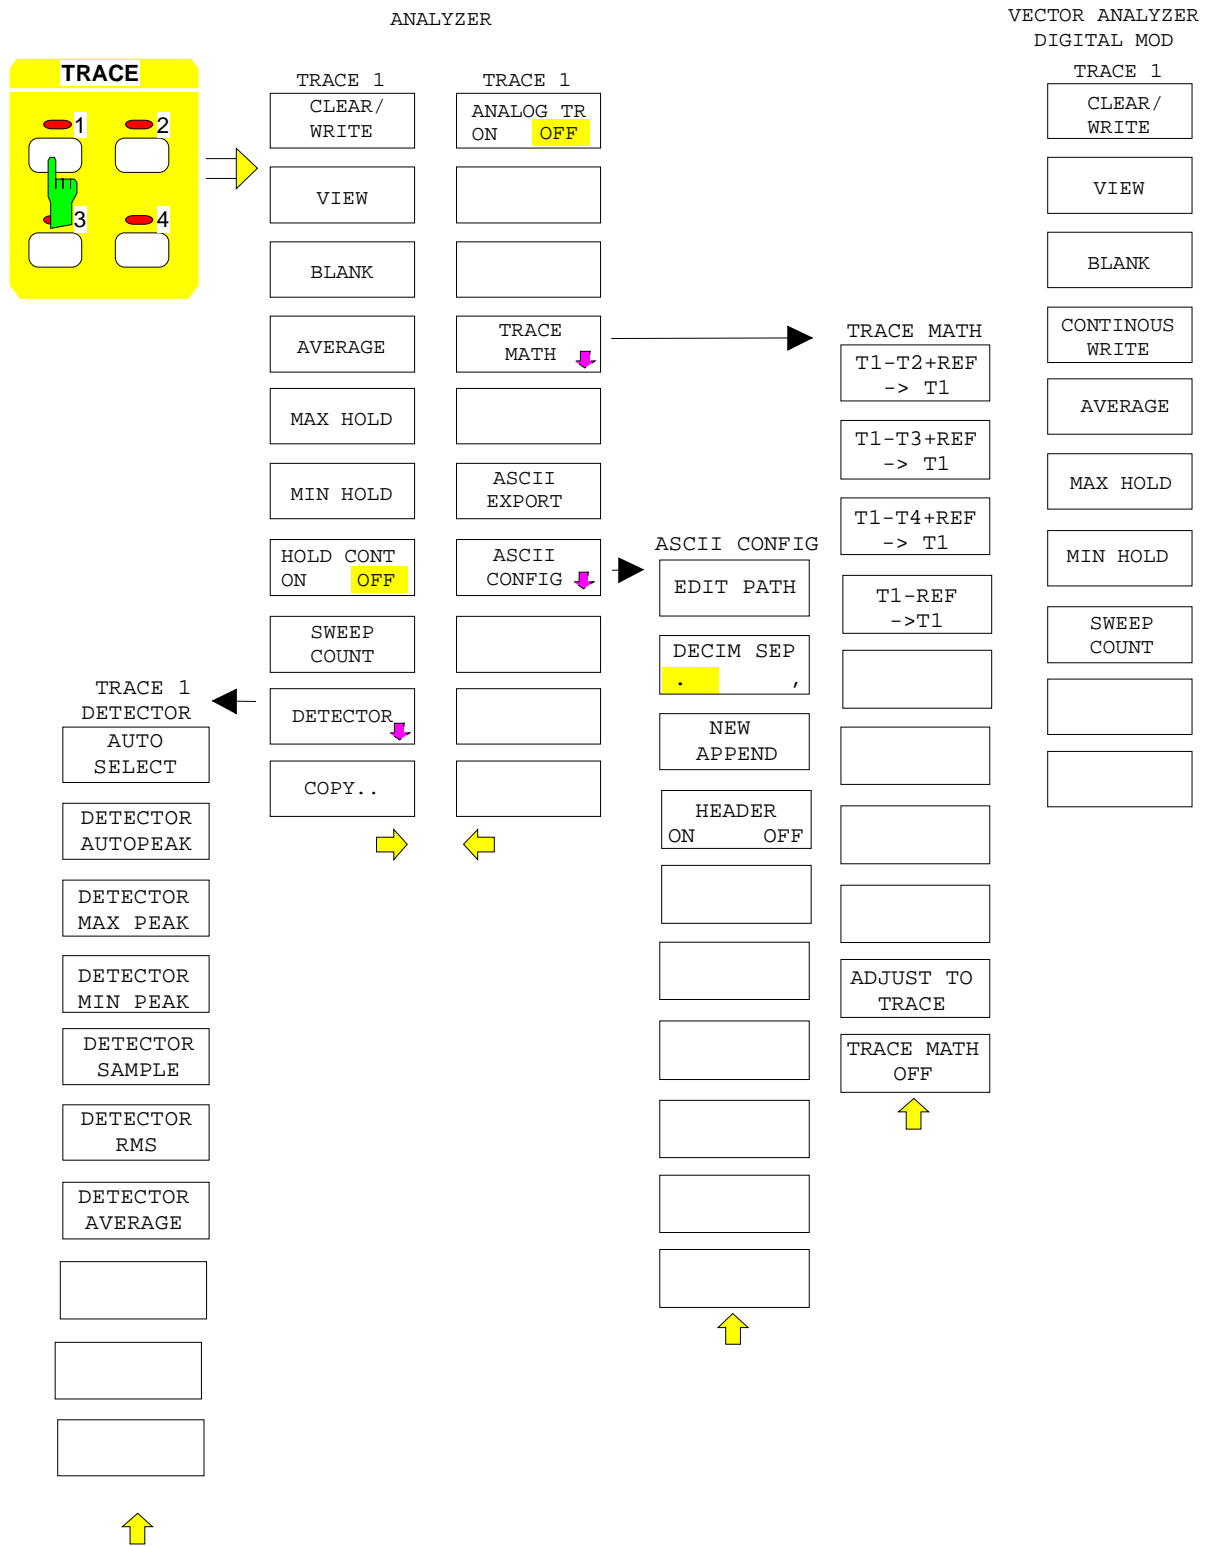 ANALYZER
VECTOR ANALYZER
DIGITAL MOD
TRACE
1
2
3
4
TRACE 1
CLEAR/
WRITE
VIEW
BLANK
AVERAGE
MAX HOLD
MIN HOLD
HOLD CONT
ON OFF
SWEEP
COUNT
DETECTOR
COPY..
TRACE 1
ANALOG TR
ON OFF
TRACE
MATH
ASCII
EXPORT
ASCII
CONFIG
TRACE 1
DETECTOR
AUTO
SELECT
DETECTOR
AUTOPEAK
DETECTOR
MAX PEAK
DETECTOR
MIN PEAK
DETECTOR
SAMPLE
DETECTOR
RMS
DETECTOR
AVERAGE
ASCII CONFIG
EDIT PATH
DECIM SEP
. ,
NEW
APPEND
HEADER
ON OFF
TRACE MATH
T1-T2+REF
-> T1
T1-T3+REF
-> T1
T1-T4+REF
-> T1
T1-REF
->T1
ADJUST TO
TRACE
TRACE MATH
OFF
TRACE 1
CLEAR/
WRITE
VIEW
BLANK
CONTINOUS
WRITE
AVERAGE
MAX HOLD
MIN HOLD
SWEEP
COUNT